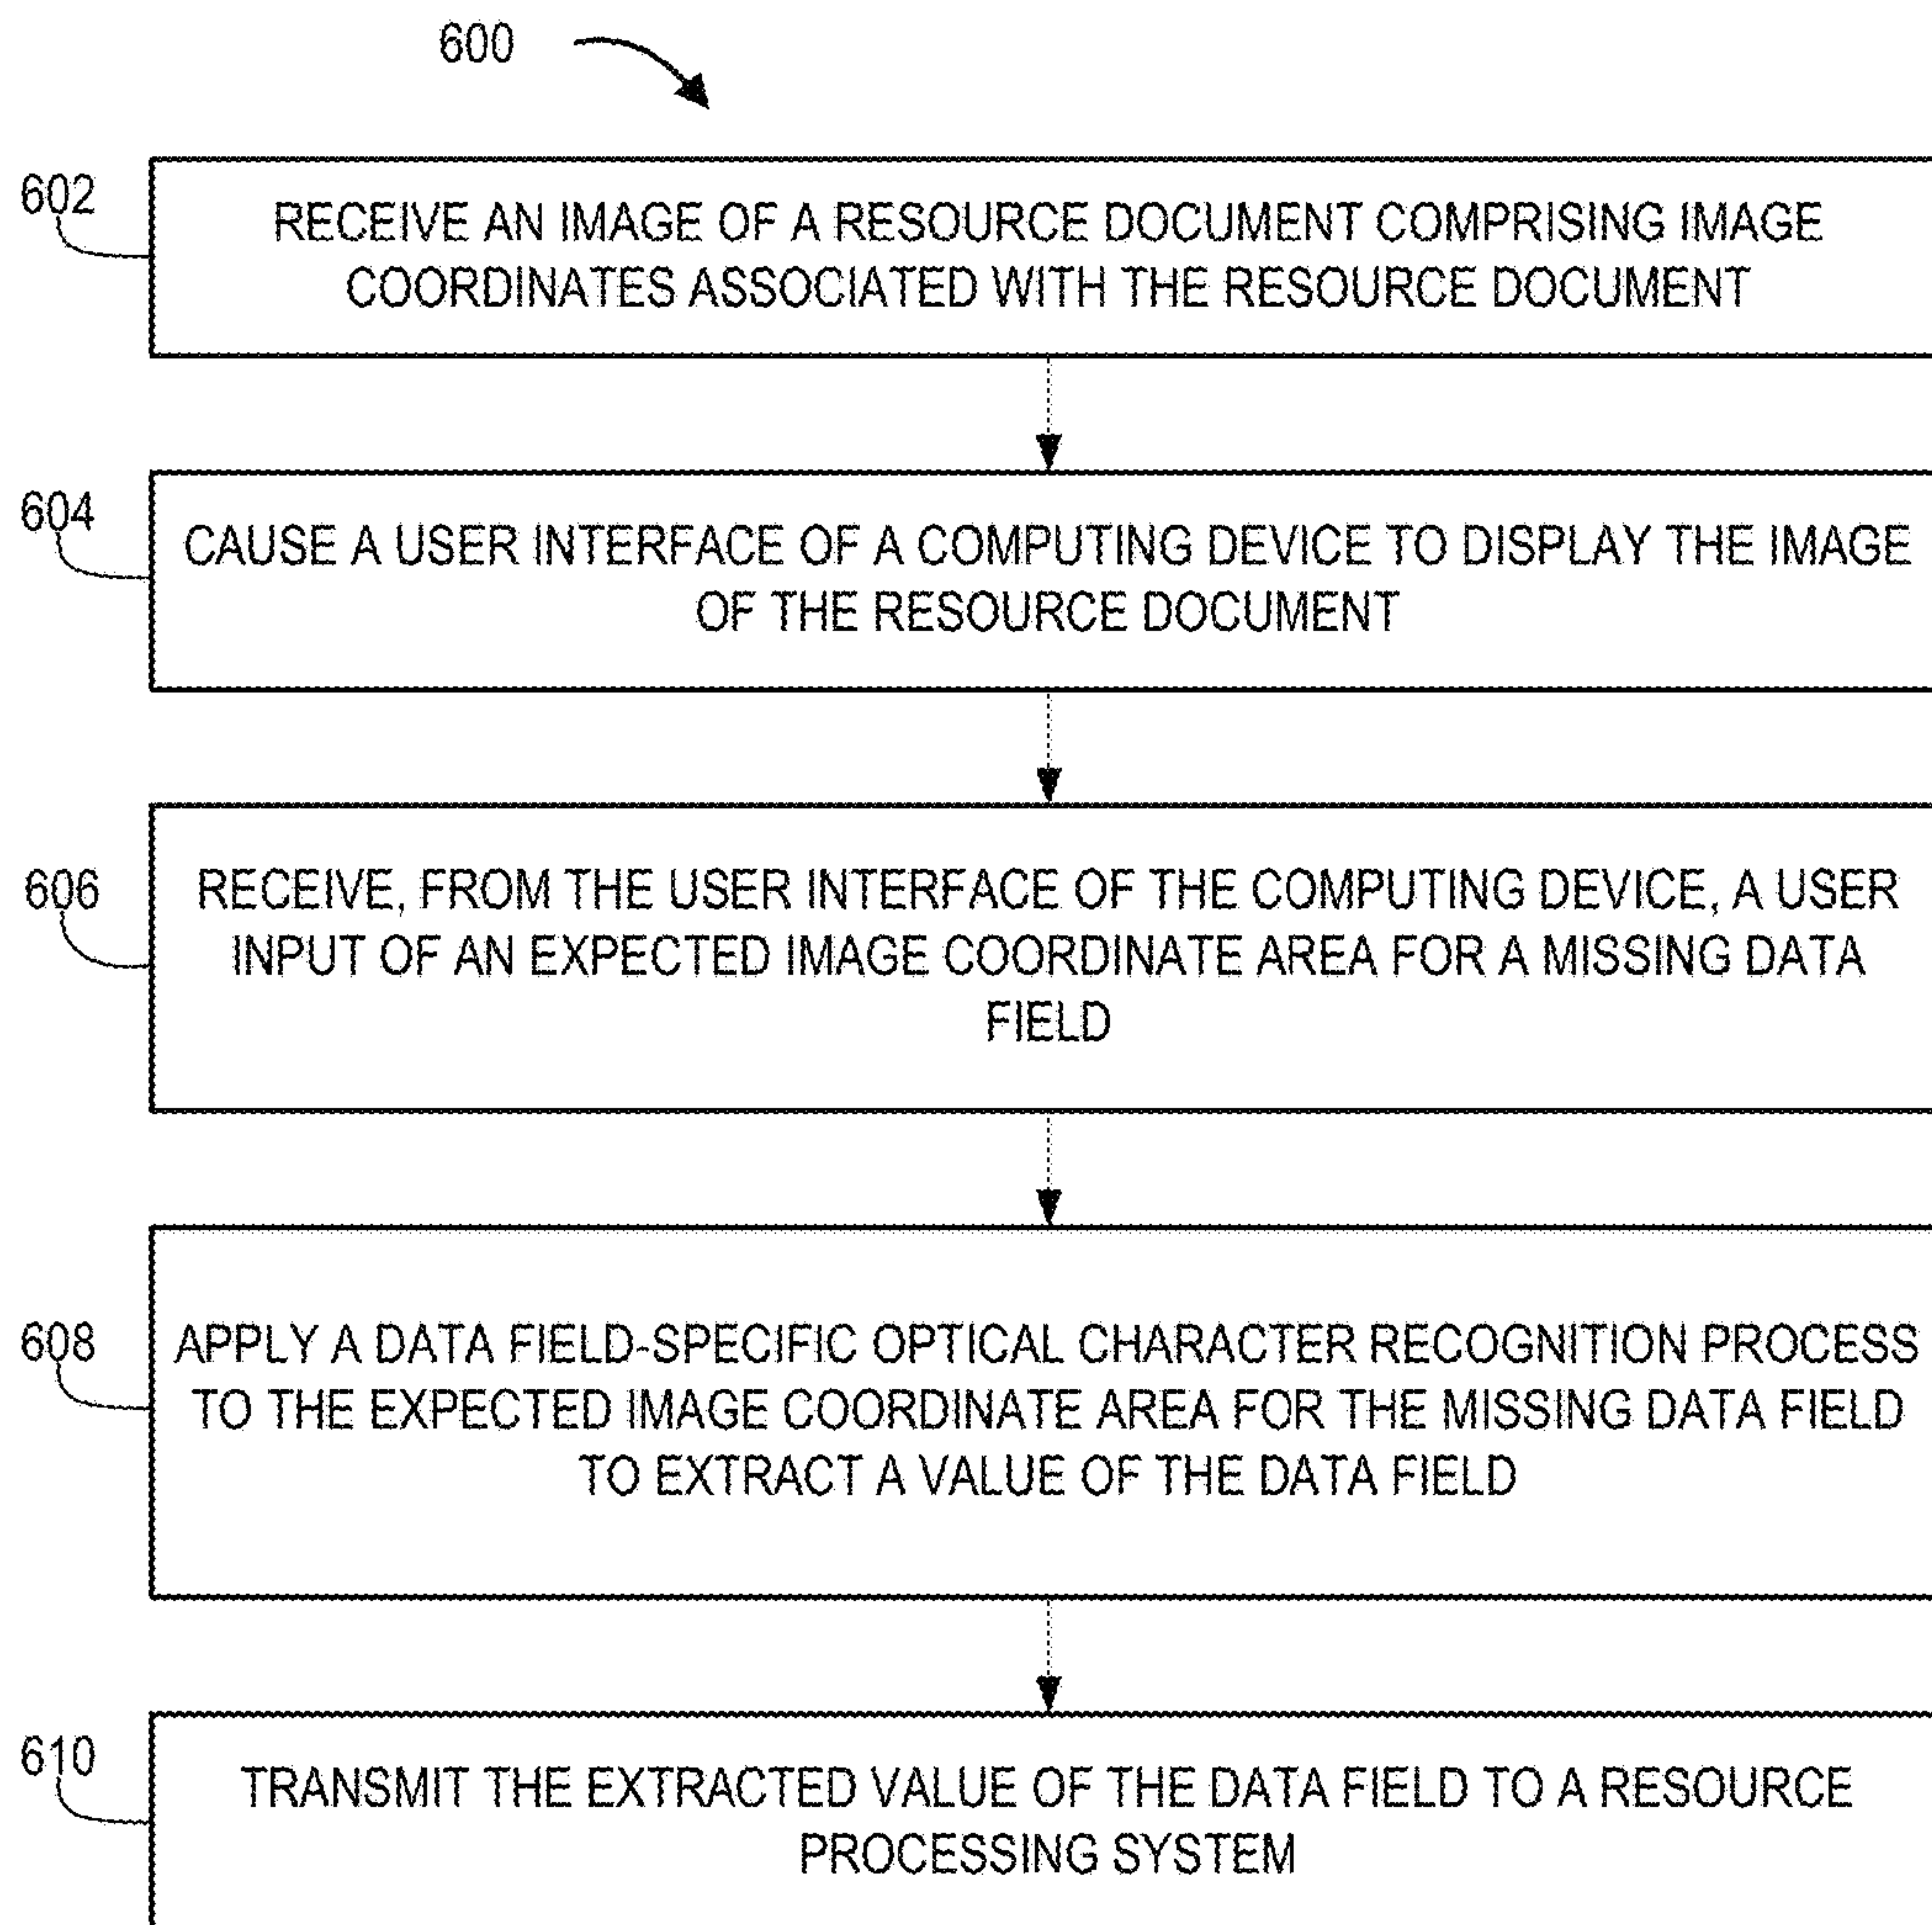 600
602
RECEIVE AN IMAGE OF A RESOURCE DOCUMENT COMPRISING IMAGE
COORDINATES ASSOCIATED WITH THE RESOURCE DOCUMENT
604
CAUSE A USER INTERFACE OF A COMPUTING DEVICE TO DISPLAY THE IMAGE
OF THE RESOURCE DOCUMENT
606
RECEIVE, FROM THE USER INTERFACE OF THE COMPUTING DEVICE, A USER
INPUT OF AN EXPECTED IMAGE COORDINATE AREA FOR A MISSING DATA
FIELD
608
APPLY A DATA FIELD-SPECIFIC OPTICAL CHARACTER RECOGNITION PROCESS
TO THE EXPECTED IMAGE COORDINATE AREA FOR THE MISSING DATA FIELD
TO EXTRACT A VALUE OF THE DATA FIELD
610
TRANSMIT THE EXTRACTED VALUE OF THE DATA FIELD TO A RESOURCE
PROCESSING SYSTEM